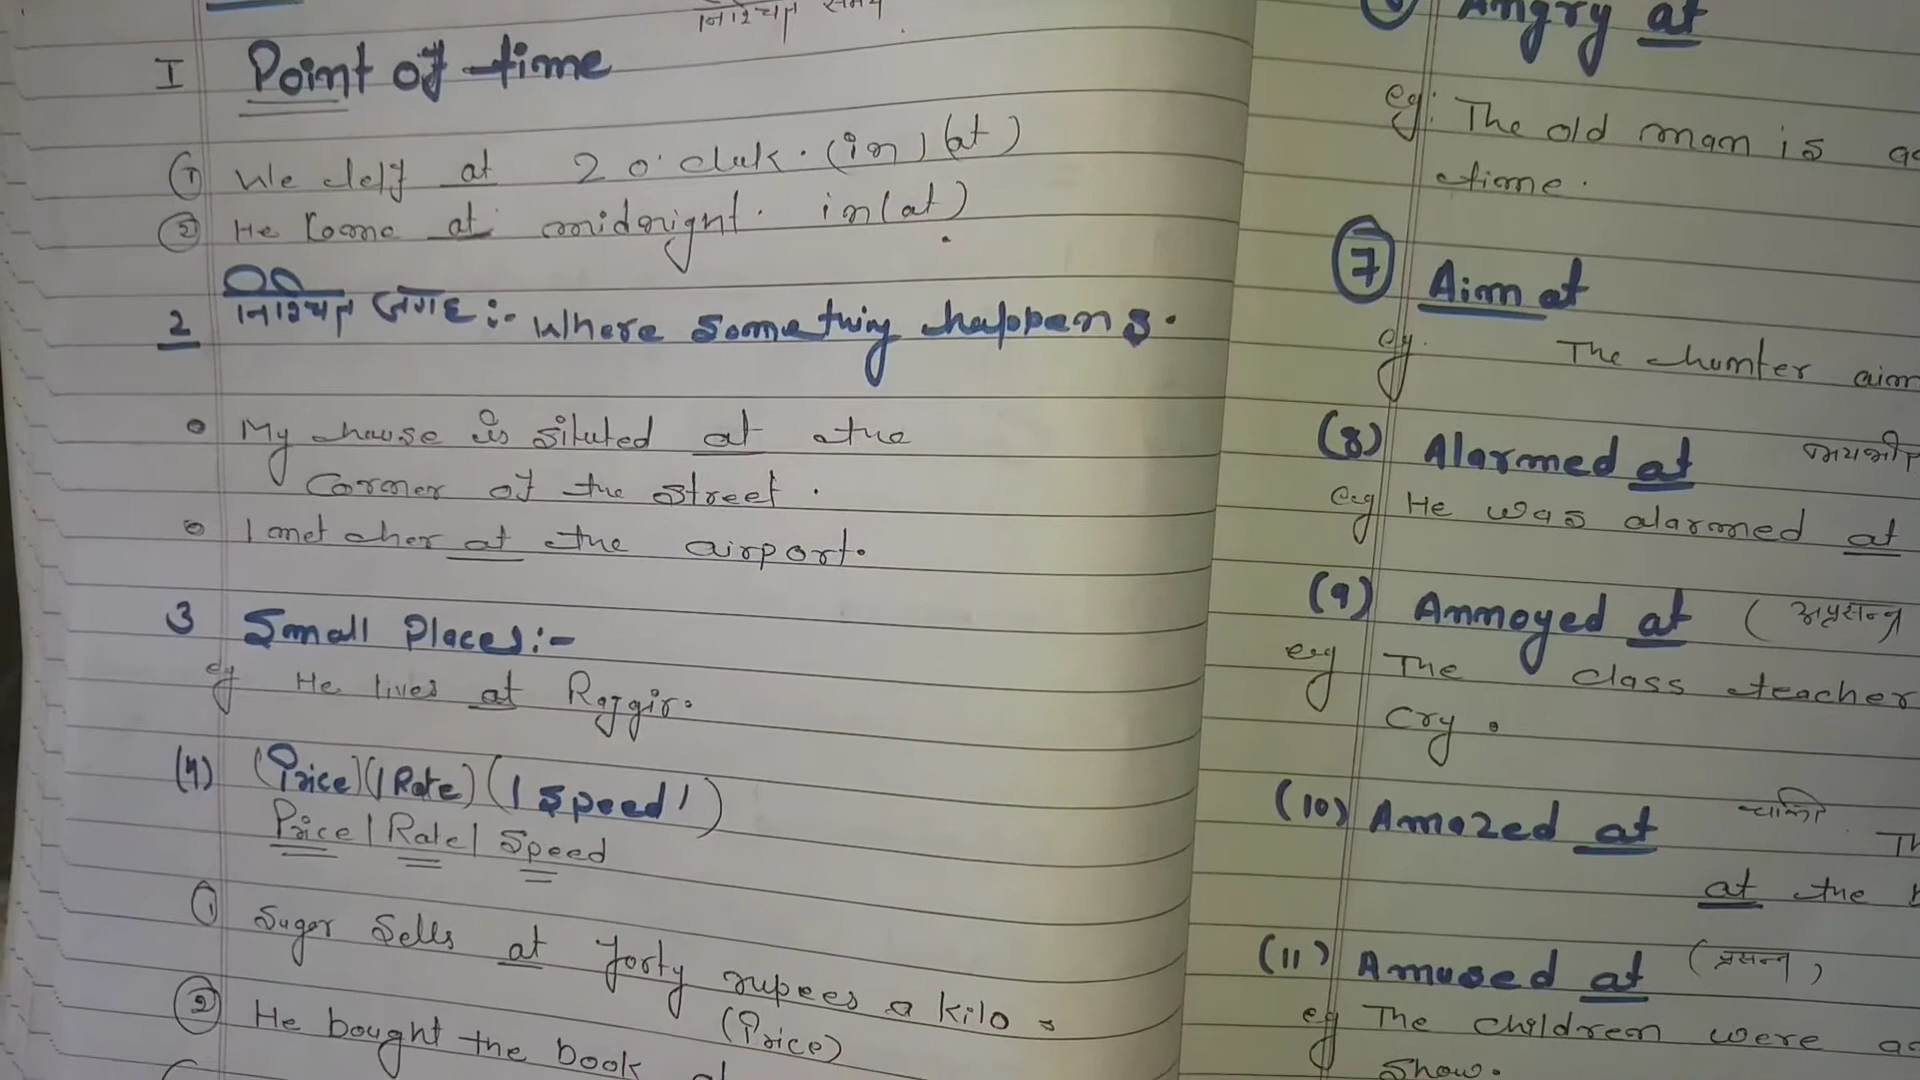 निश्चित समय
I Point of time
① We left at 2 o'clok. (in) (at)
② He came at midnight. in (at)
2 निश्चित जगह :- Where something happens.
My house is situted at the
Corner of the street.
I met her at the airport.
3 Small Places:-
eg He lives at Rajgir.
(4) (Price) (Rate) ('speed')
Price | Rate | Speed
① Sugar sells at forty rupees a kilo
(Price)
② He bought the book
Angry at
eg: The old man is
time.
⑦ Aim at
eg. The hunter aim
(8) Alarmed at
eg He was alarmed at
(9) Annoyed at (अप्रसन्न
eg The class teacher
Cry.
(10) Amazed at
at the
(11) Amused at (प्रसन्न)
eg The children were
Show.